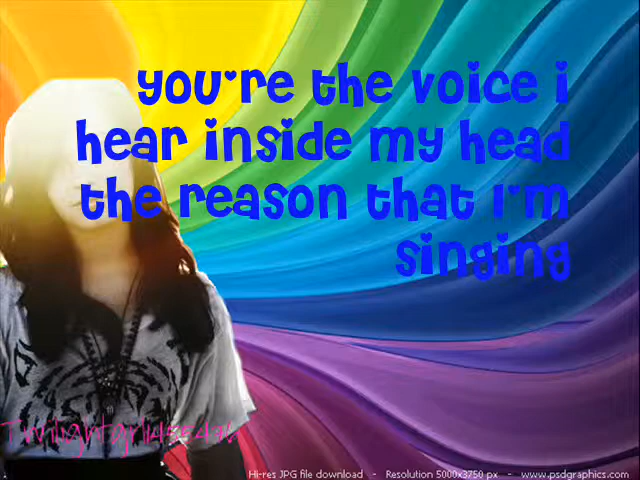 you're the voice i
hear inside my head
the reason that i'm
singing
Twilightgrl1455476
Hi-res JPG file download - Resolution 5000x3750 px - www.psdgraphics.com